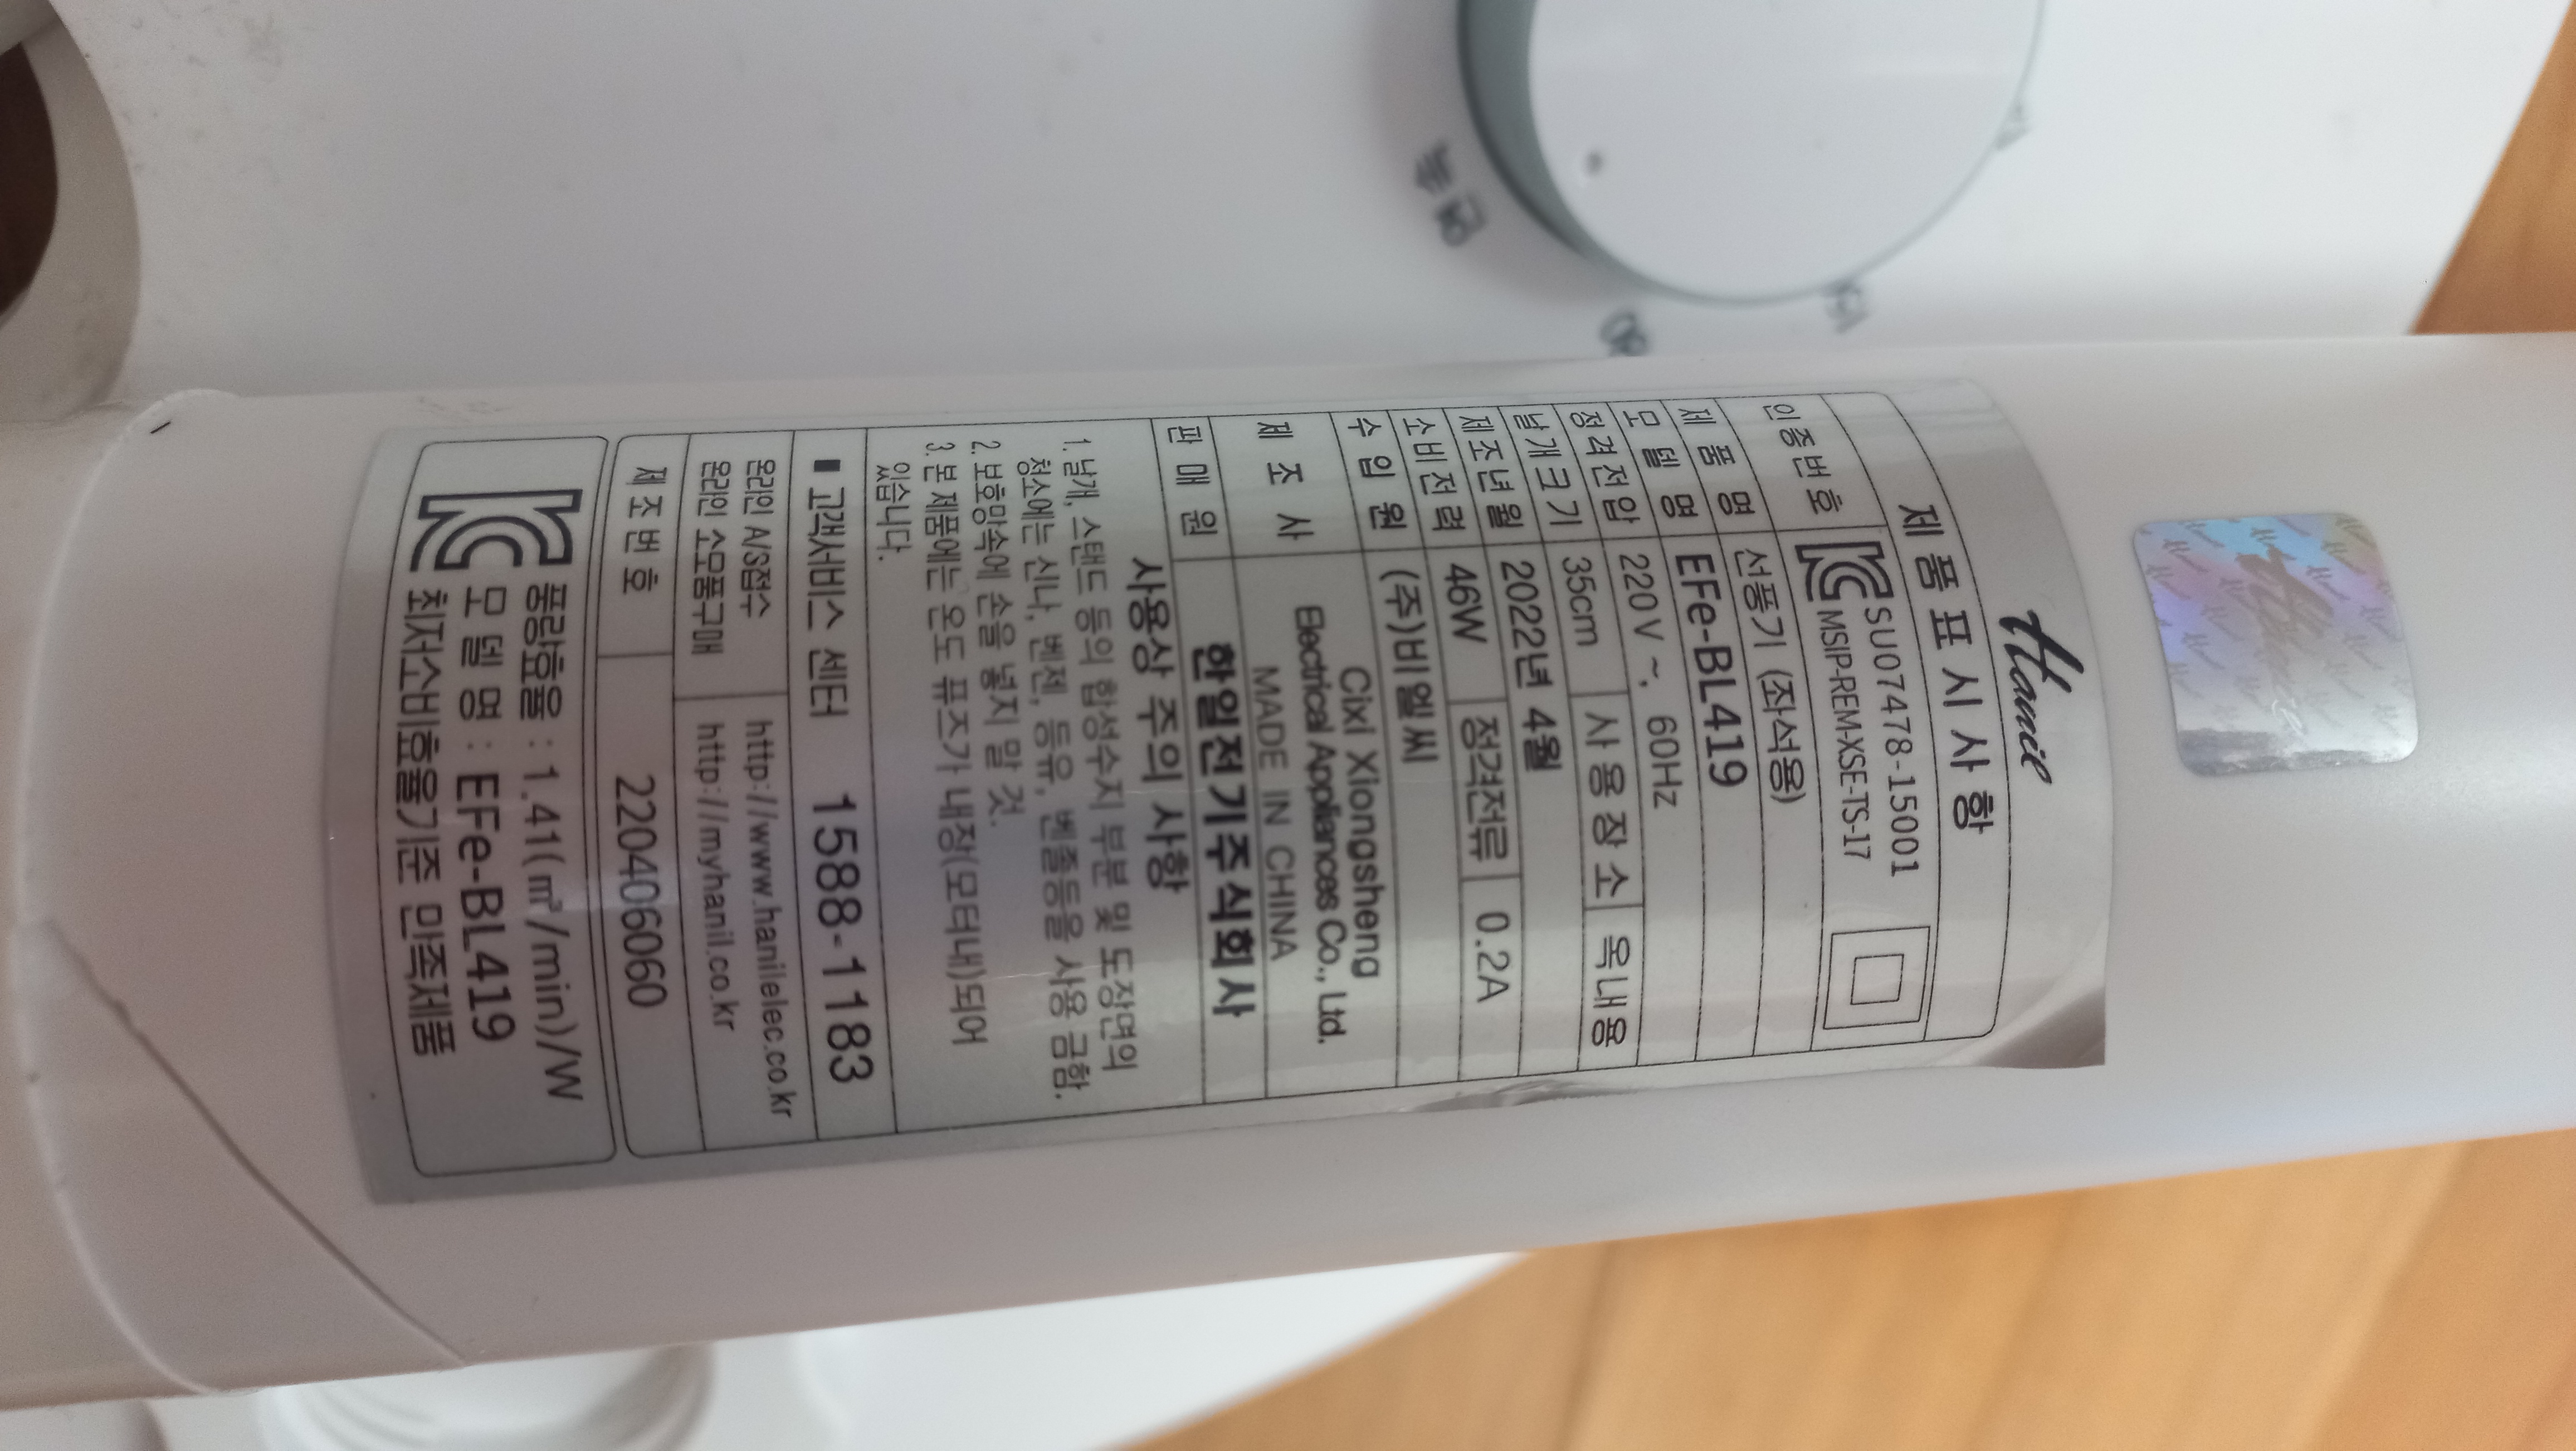 Hanil
제 품 표 시 사 항
인증번호 SU07478-15001
MSIP-REM-XSE-TS-17
제 품 명 선풍기 (좌석용)
모 델 명 EFe-BL419
정격전압 220V ~, 60Hz
날개크기 35cm 사 용 장 소 옥내용
제조년월 2022년 4월
소비전력 46W 정격전류 0.2A
수 입 원 (주)비엘씨
제 조 사 Cixi Xiongsheng
Electrical Appliances Co., Ltd.
MADE IN CHINA
판 매 원 한일전기주식회사
사용상 주의 사항
1. 날개, 스탠드 등의 합성수지 부분 및 도장면의
청소에는 신나, 벤젠, 등유, 벤졸등을 사용 금함.
2. 보호망속에 손을 넣지 말 것.
3. 본 제품에는 온도 퓨즈가 내장(모터내)되어
있습니다.
■ 고객서비스 센터 1588-1183
온라인 A/S접수 http://www.hanilelec.co.kr
온라인 소모품구매 http://myhanil.co.kr
제 조 번 호 220406060
풍량효율 : 1.41(㎥/min)/W
모 델 명 : EFe-BL419
최저소비효율기준 만족제품